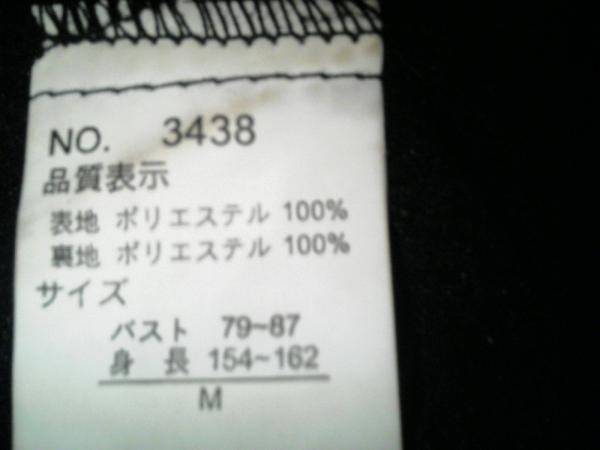 NO. 3438
品質表示
表地 ポリエステル 100%
裏地 ポリエステル 100%
サイズ
バスト 79~87
身 長 154~162
M